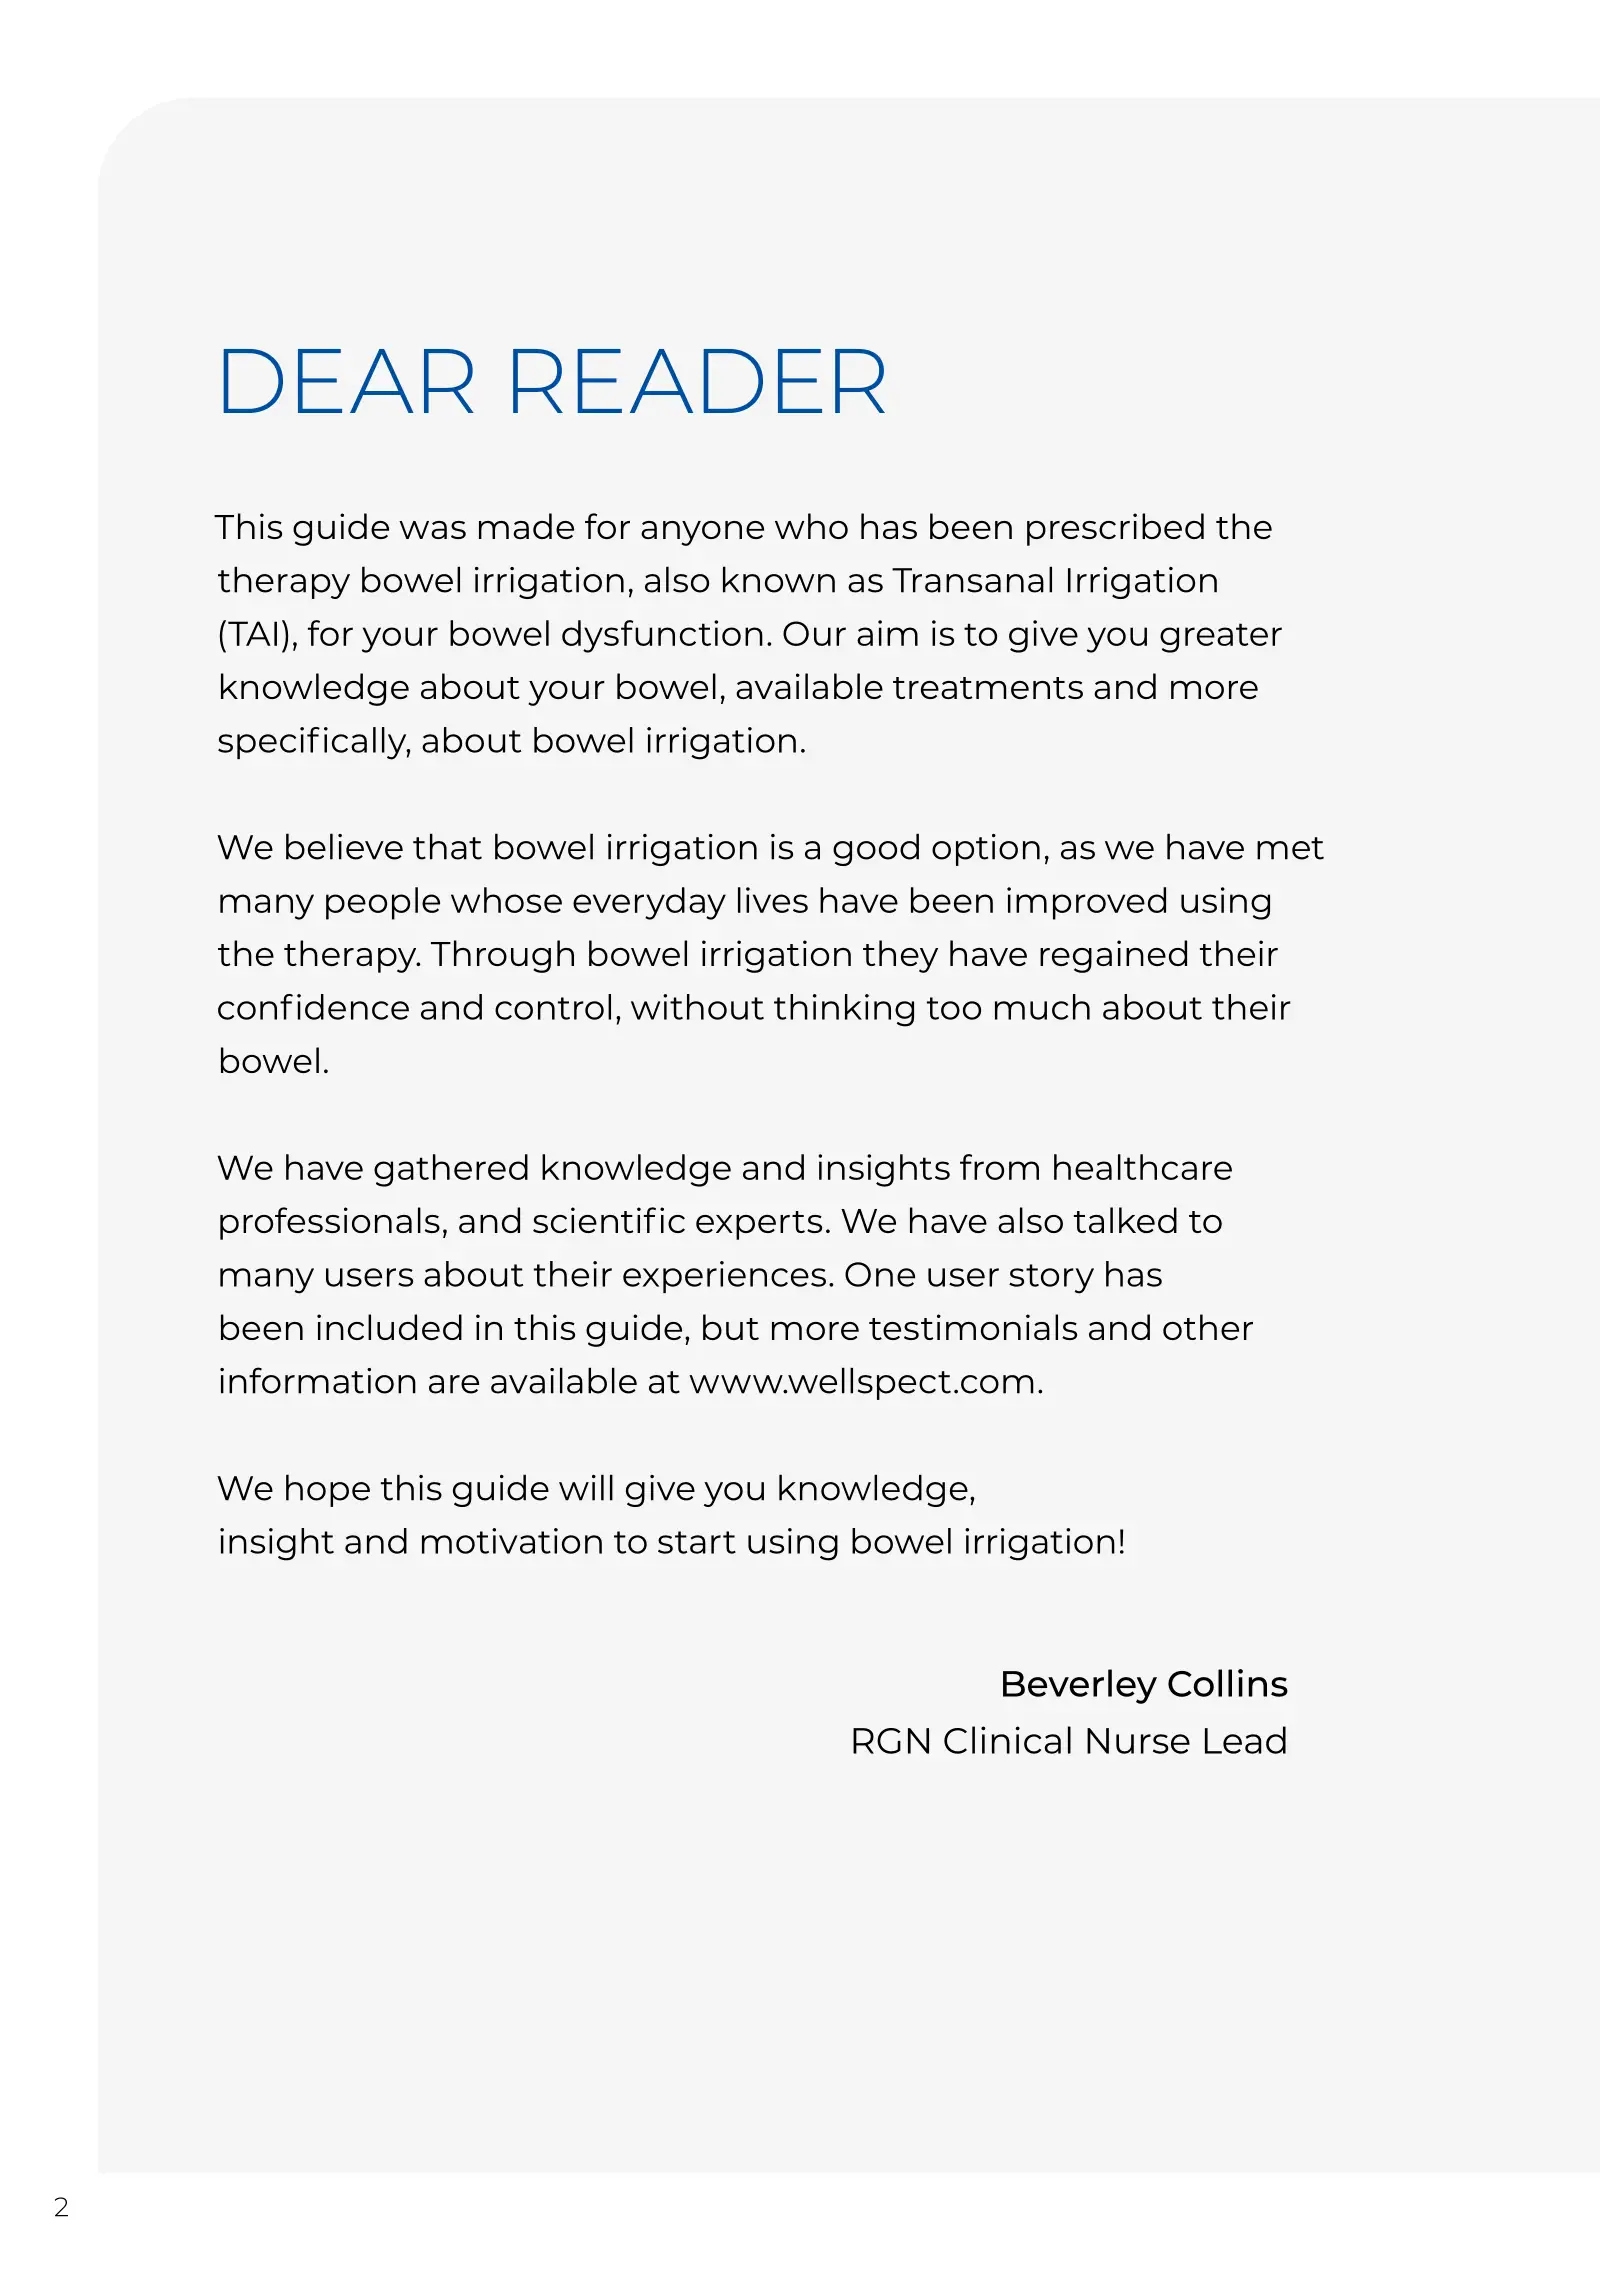 DEAR READER
This guide was made for anyone who has been prescribed the
therapy bowel irrigation, also known as Transanal Irrigation
(TAI), for your bowel dysfunction. Our aim is to give you greater
knowledge about your bowel, available treatments and more
specifically, about bowel irrigation.
We believe that bowel irrigation is a good option, as we have met
many people whose everyday lives have been improved using
the therapy. Through bowel irrigation they have regained their
confidence and control, without thinking too much about their
bowel.
We have gathered knowledge and insights from healthcare
professionals, and scientific experts. We have also talked to
many users about their experiences. One user story has
been included in this guide, but more testimonials and other
information are available at www.wellspect.com.
We hope this guide will give you knowledge,
insight and motivation to start using bowel irrigation!
Beverley Collins
RGN Clinical Nurse Lead
2